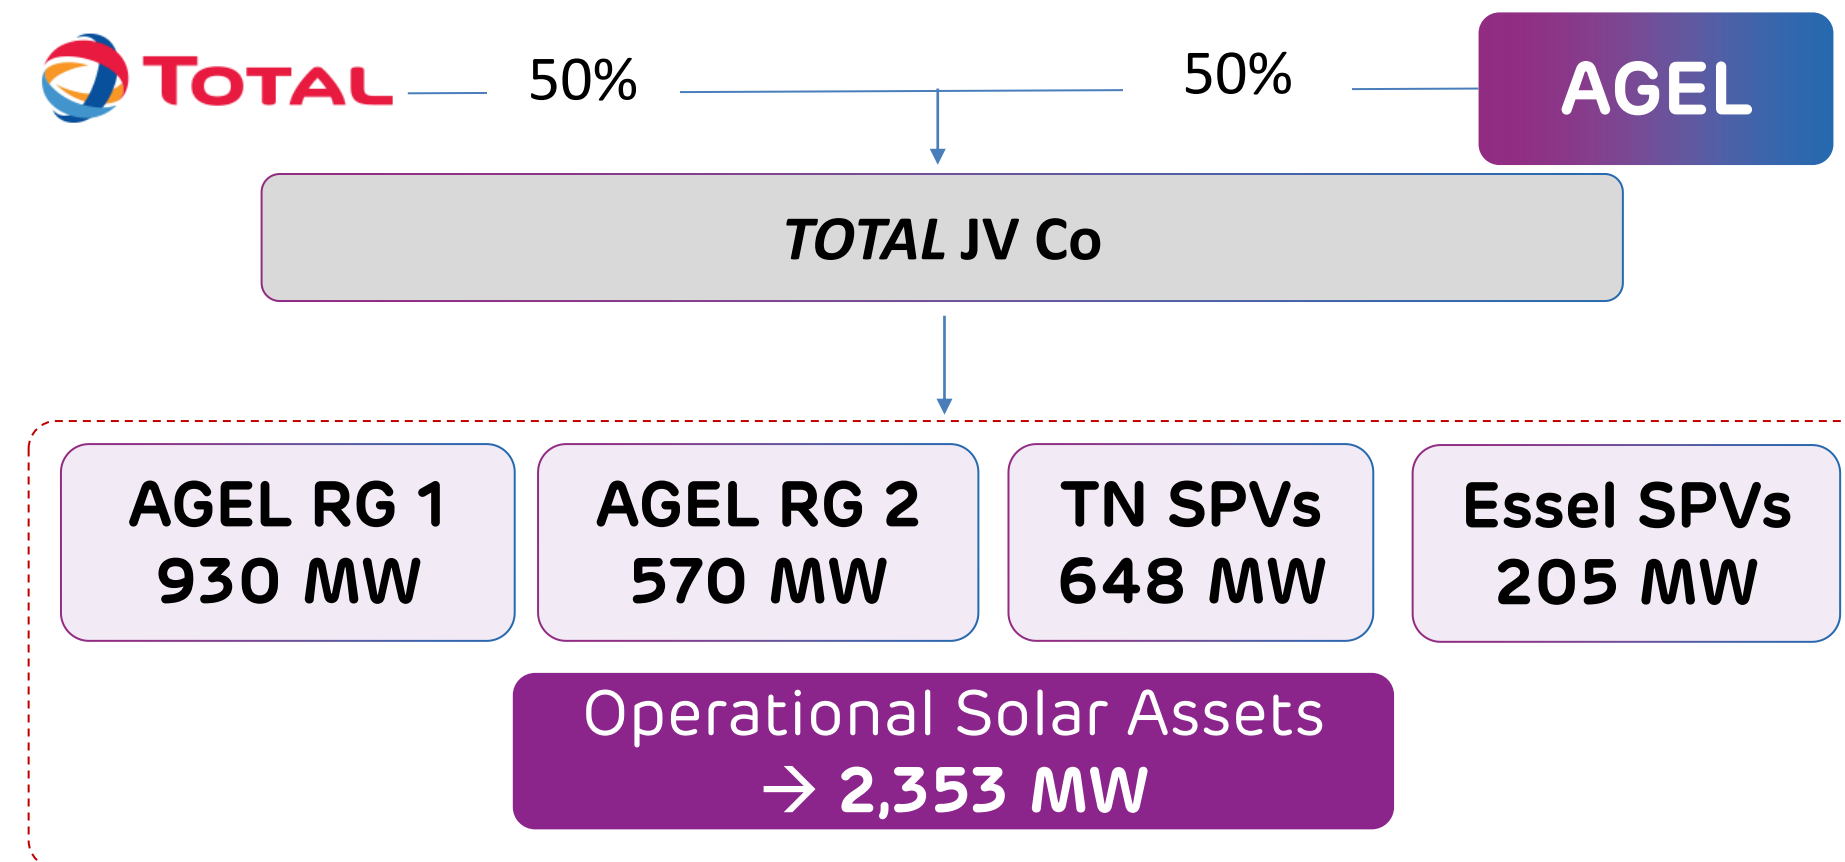 TOTAL
50%
50%
AGEL
TOTAL JV Co
AGEL RG 1
930 MW
AGEL RG 2
570 MW
TN SPVs
648 MW
Essel SPVs
205 MW
Operational Solar Assets
→ 2,353 MW